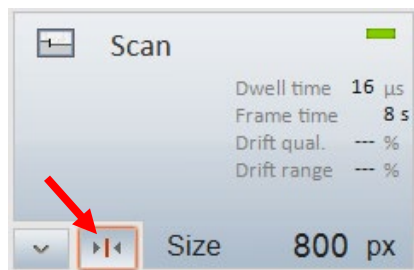 Scan
Dwell time 16 µs
Frame time 8 s
Drift qual. --- %
Drift range --- %
Size 800 px